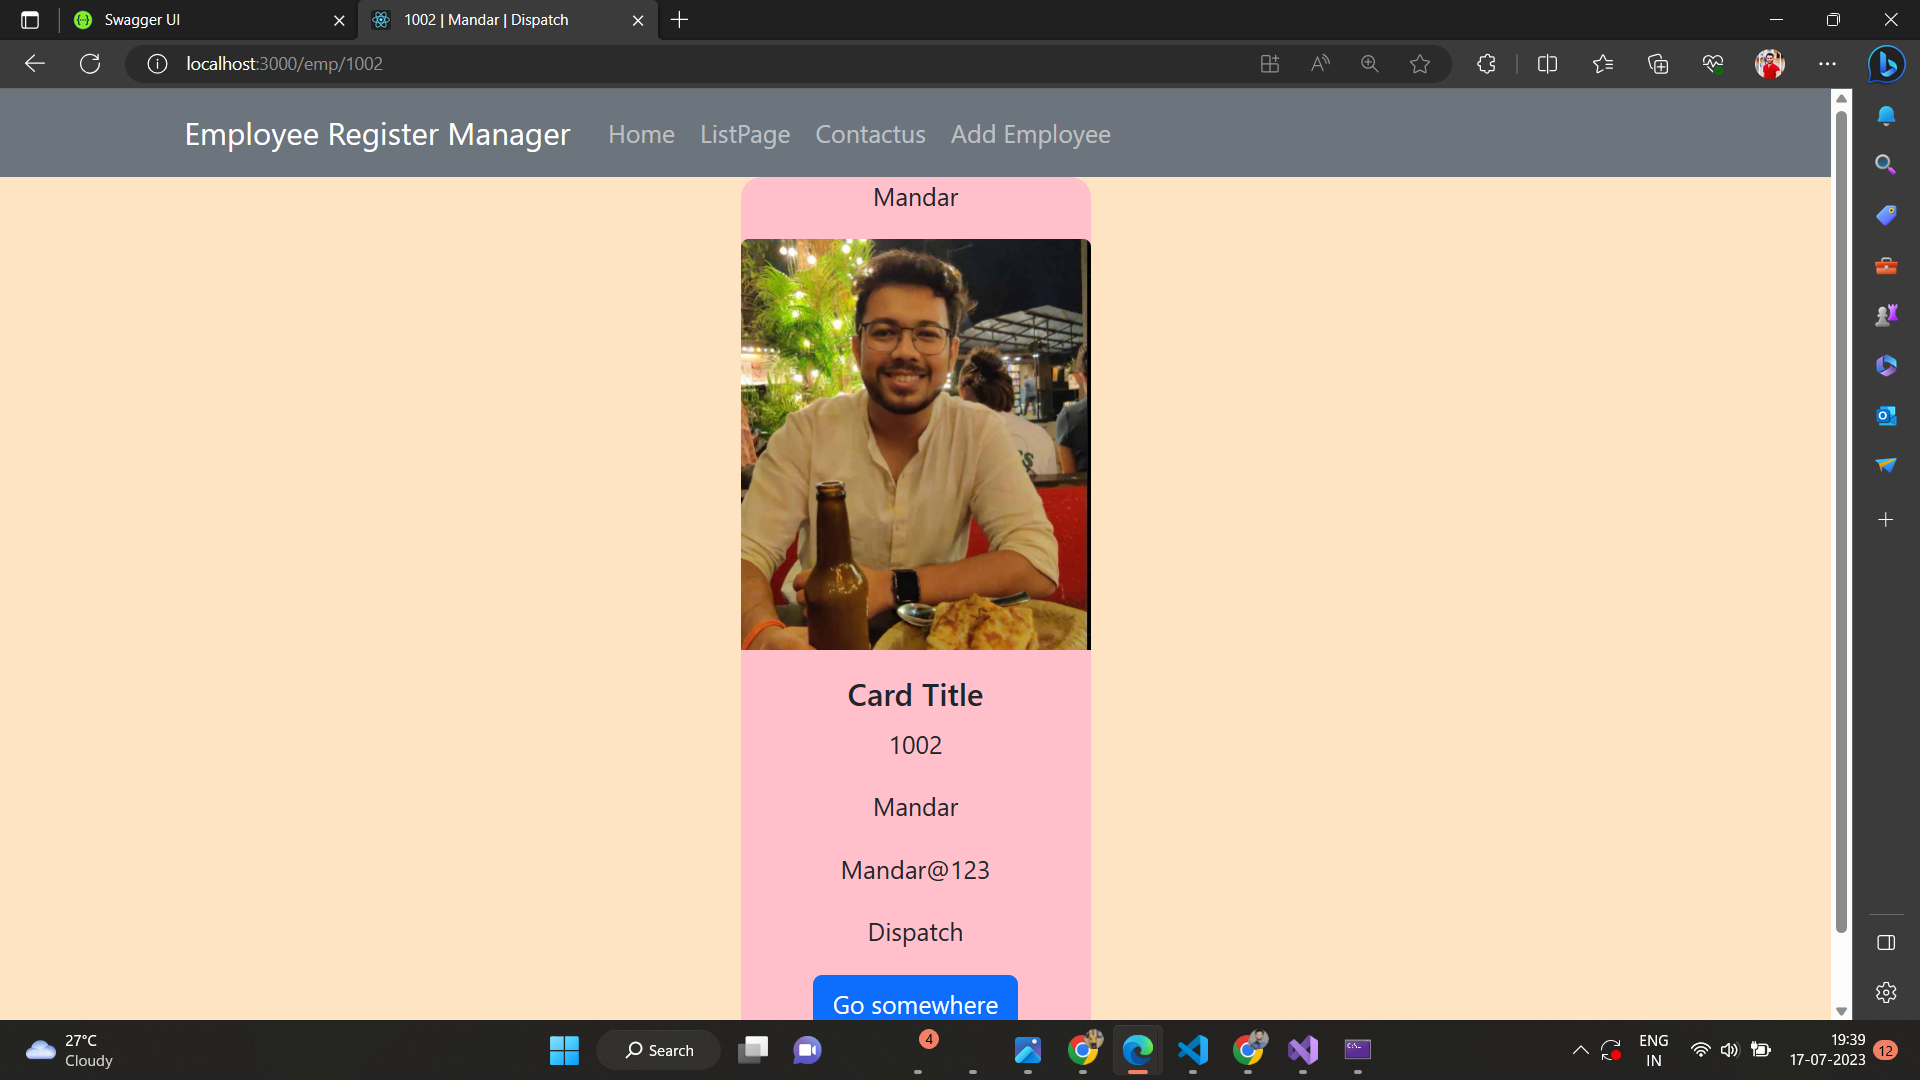 Swagger UI
1002 | Mandar | Dispatch
localhost:3000/emp/1002
Employee Register Manager
Home
ListPage
Contactus
Add Employee
Mandar
Card Title
1002
Mandar
Mandar@123
Dispatch
Go somewhere
27°C
Cloudy
Search
4
ENG
IN
19:39
17-07-2023
12